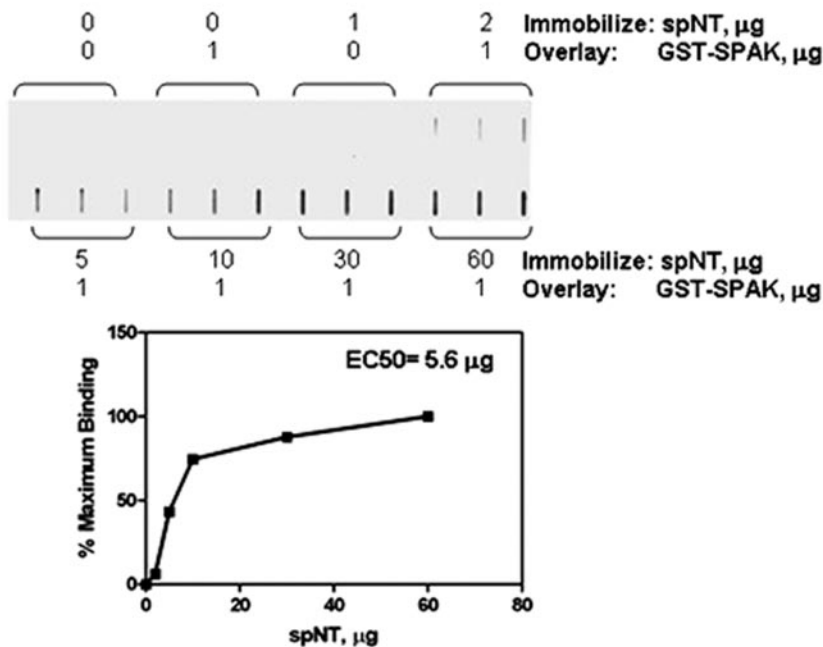 0 0 1 2 Immobilize: spNT, µg
0 1 0 1 Overlay: GST-SPAK, µg
5 10 30 60 Immobilize: spNT, µg
1 1 1 1 Overlay: GST-SPAK, µg
150
EC50= 5.6 µg
100
50
0
% Maximum Binding
0 20 40 60 80
spNT, µg